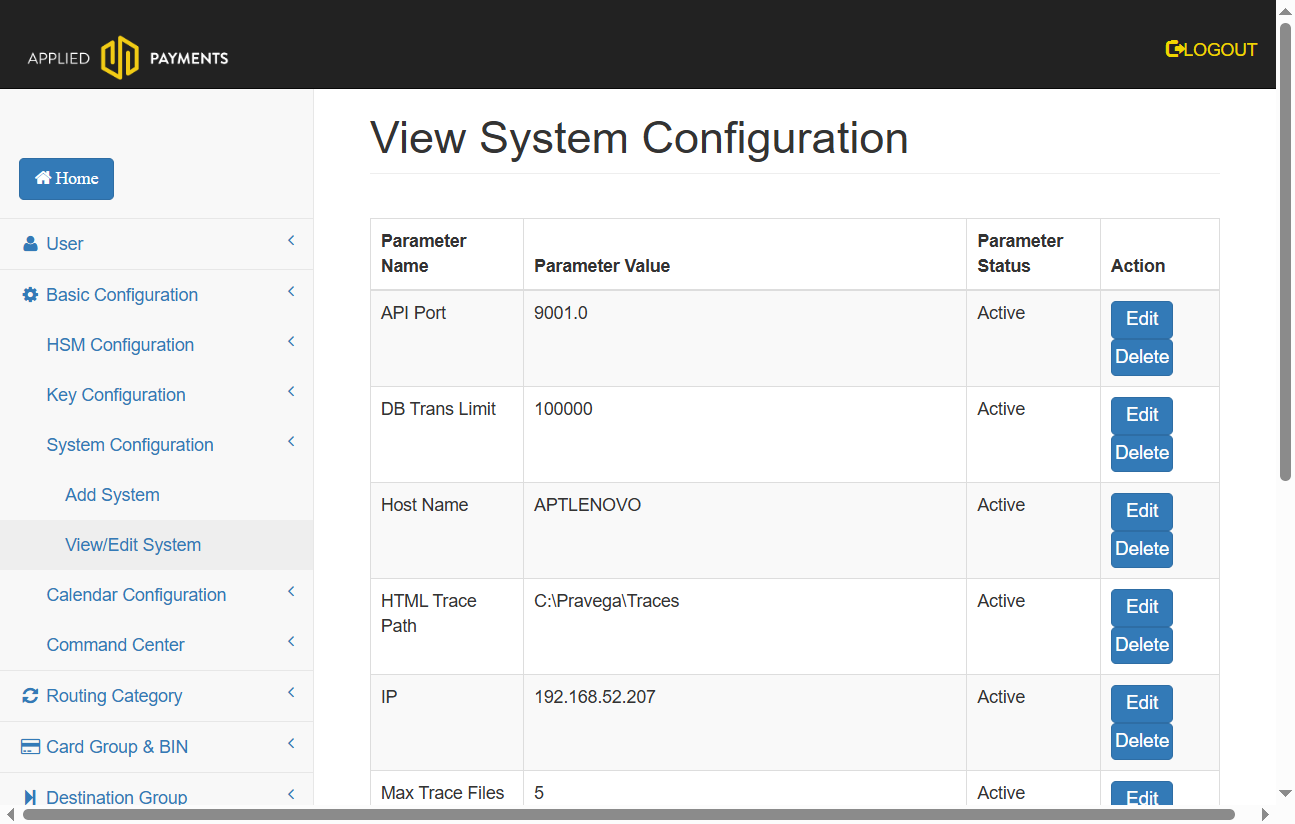 APPLIED PAYMENTS
LOGOUT
Home
User
Basic Configuration
HSM Configuration
Key Configuration
System Configuration
Add System
View/Edit System
Calendar Configuration
Command Center
Routing Category
Card Group & BIN
Destination Group
View System Configuration
Parameter Name Parameter Value Parameter Status Action
API Port 9001.0 Active Edit
Delete
DB Trans Limit 100000 Active Edit
Delete
Host Name APTLENOVO Active Edit
Delete
HTML Trace Path C:\Pravega\Traces Active Edit
Delete
IP 192.168.52.207 Active Edit
Delete
Max Trace Files 5 Active Edit